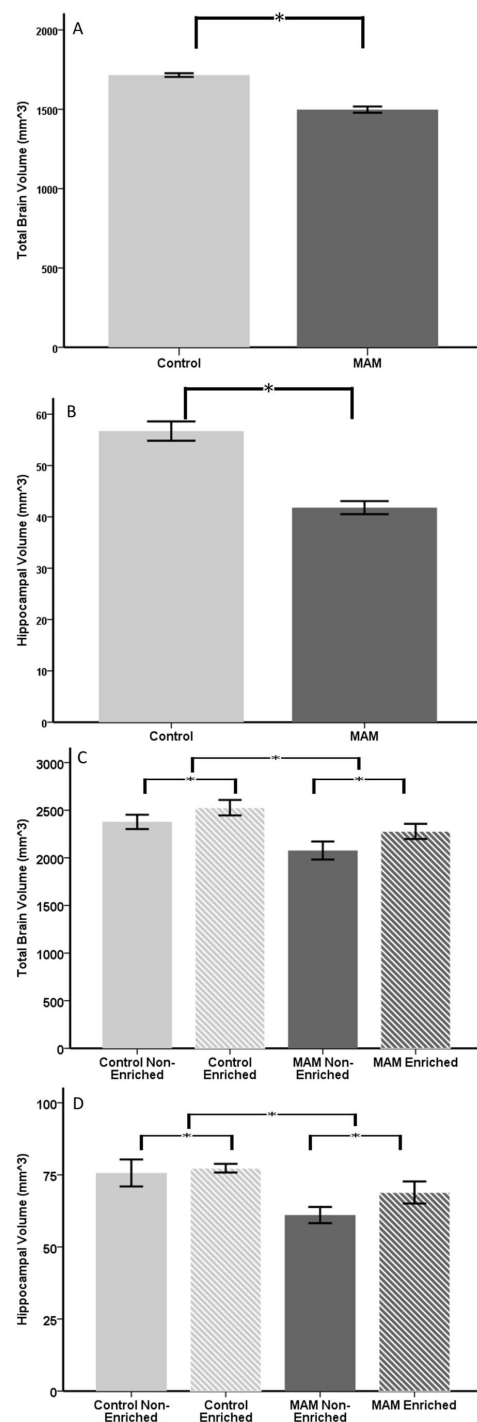 A
*
Total Brain Volume (mm^3)
2000
1500
1000
500
0
Control
MAM
B
*
Hippocampal Volume (mm^3)
60
50
40
30
20
10
0
Control
MAM
C
*
*
*
Total Brain Volume (mm^3)
3000
2500
2000
1500
1000
500
0
Control Non-
Enriched
Control
Enriched
MAM Non-
Enriched
MAM Enriched
D
*
*
*
Hippocampal Volume (mm^3)
100
75
50
25
0
Control Non-
Enriched
Control
Enriched
MAM Non-
Enriched
MAM Enriched